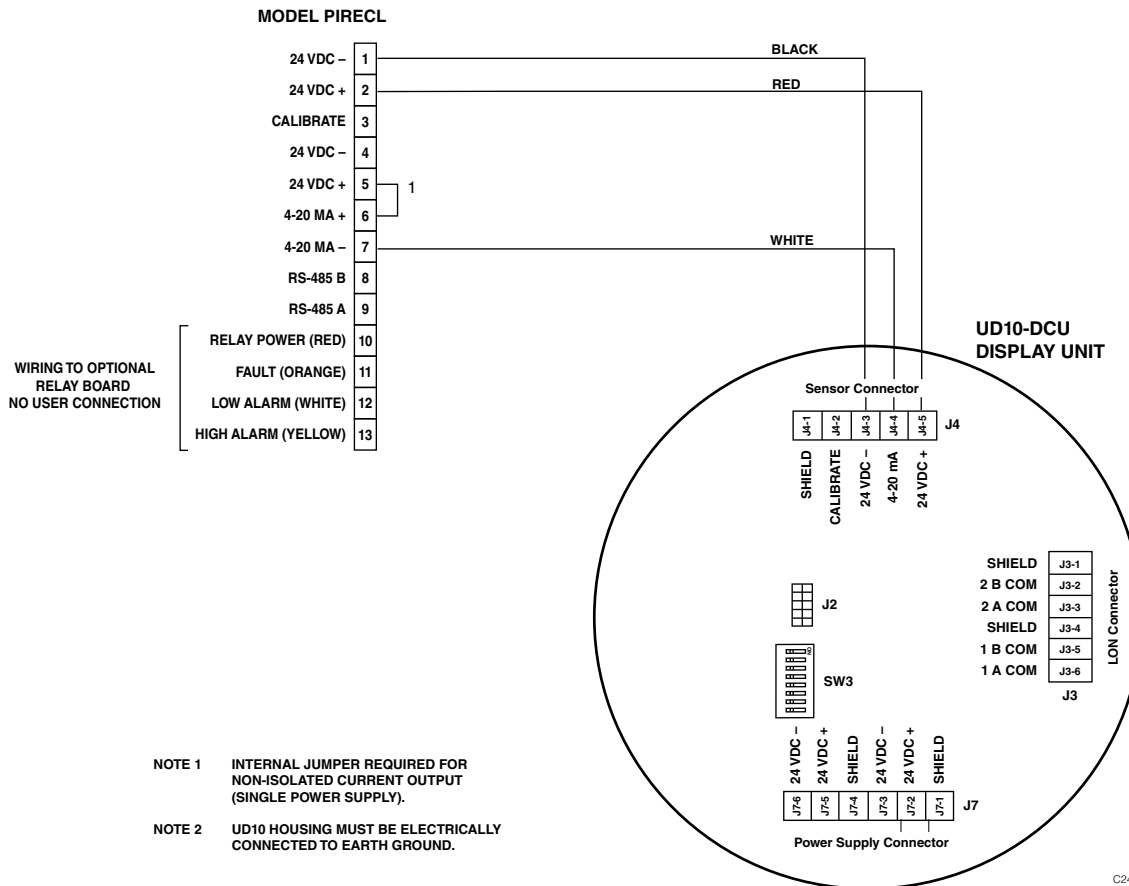 MODEL PIRECL
24 VDC – 1
24 VDC + 2
CALIBRATE 3
24 VDC – 4
24 VDC + 5
4-20 MA + 6
4-20 MA – 7
RS-485 B 8
RS-485 A 9
RELAY POWER (RED) 10
FAULT (ORANGE) 11
LOW ALARM (WHITE) 12
HIGH ALARM (YELLOW) 13
1
WIRING TO OPTIONAL
RELAY BOARD
NO USER CONNECTION
BLACK
RED
WHITE
UD10-DCU
DISPLAY UNIT
Sensor Connector
J4-1
J4-2
J4-3
J4-4
J4-5
J4
SHIELD
CALIBRATE
24 VDC –
4-20 mA
24 VDC +
SHIELD J3-1
2 B COM J3-2
2 A COM J3-3
SHIELD J3-4
1 B COM J3-5
1 A COM J3-6
J3
LON Connector
J2
ON
SW3
24 VDC –
24 VDC +
SHIELD
24 VDC –
24 VDC +
SHIELD
J7-6
J7-5
J7-4
J7-3
J7-2
J7-1
J7
Power Supply Connector
NOTE 1 INTERNAL JUMPER REQUIRED FOR
NON-ISOLATED CURRENT OUTPUT
(SINGLE POWER SUPPLY).
NOTE 2 UD10 HOUSING MUST BE ELECTRICALLY
CONNECTED TO EARTH GROUND.
C24